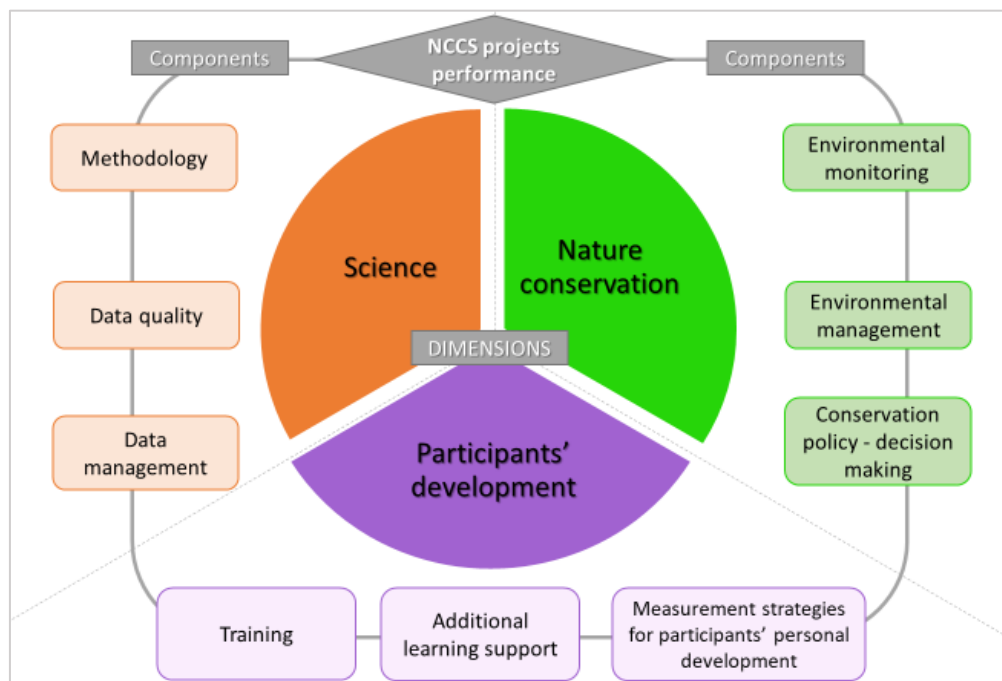 NCCS projects
performance
Components
Components
Methodology
Data quality
Data
management
Science
Nature
conservation
DIMENSIONS
Participants’
development
Environmental
monitoring
Environmental
management
Conservation
policy - decision
making
Training
Additional
learning support
Measurement strategies
for participants’ personal
development